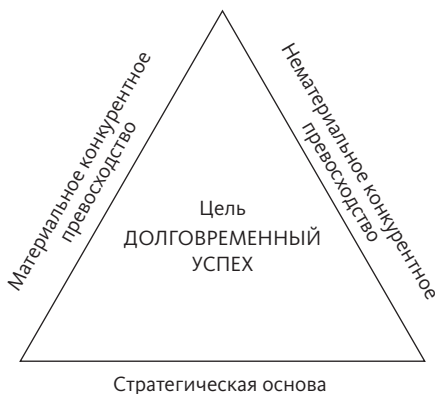 Материальное конкурентное
превосходство
Нематериальное конкурентное
превосходство
Цель
ДОЛГОВРЕМЕННЫЙ
УСПЕХ
Стратегическая основа